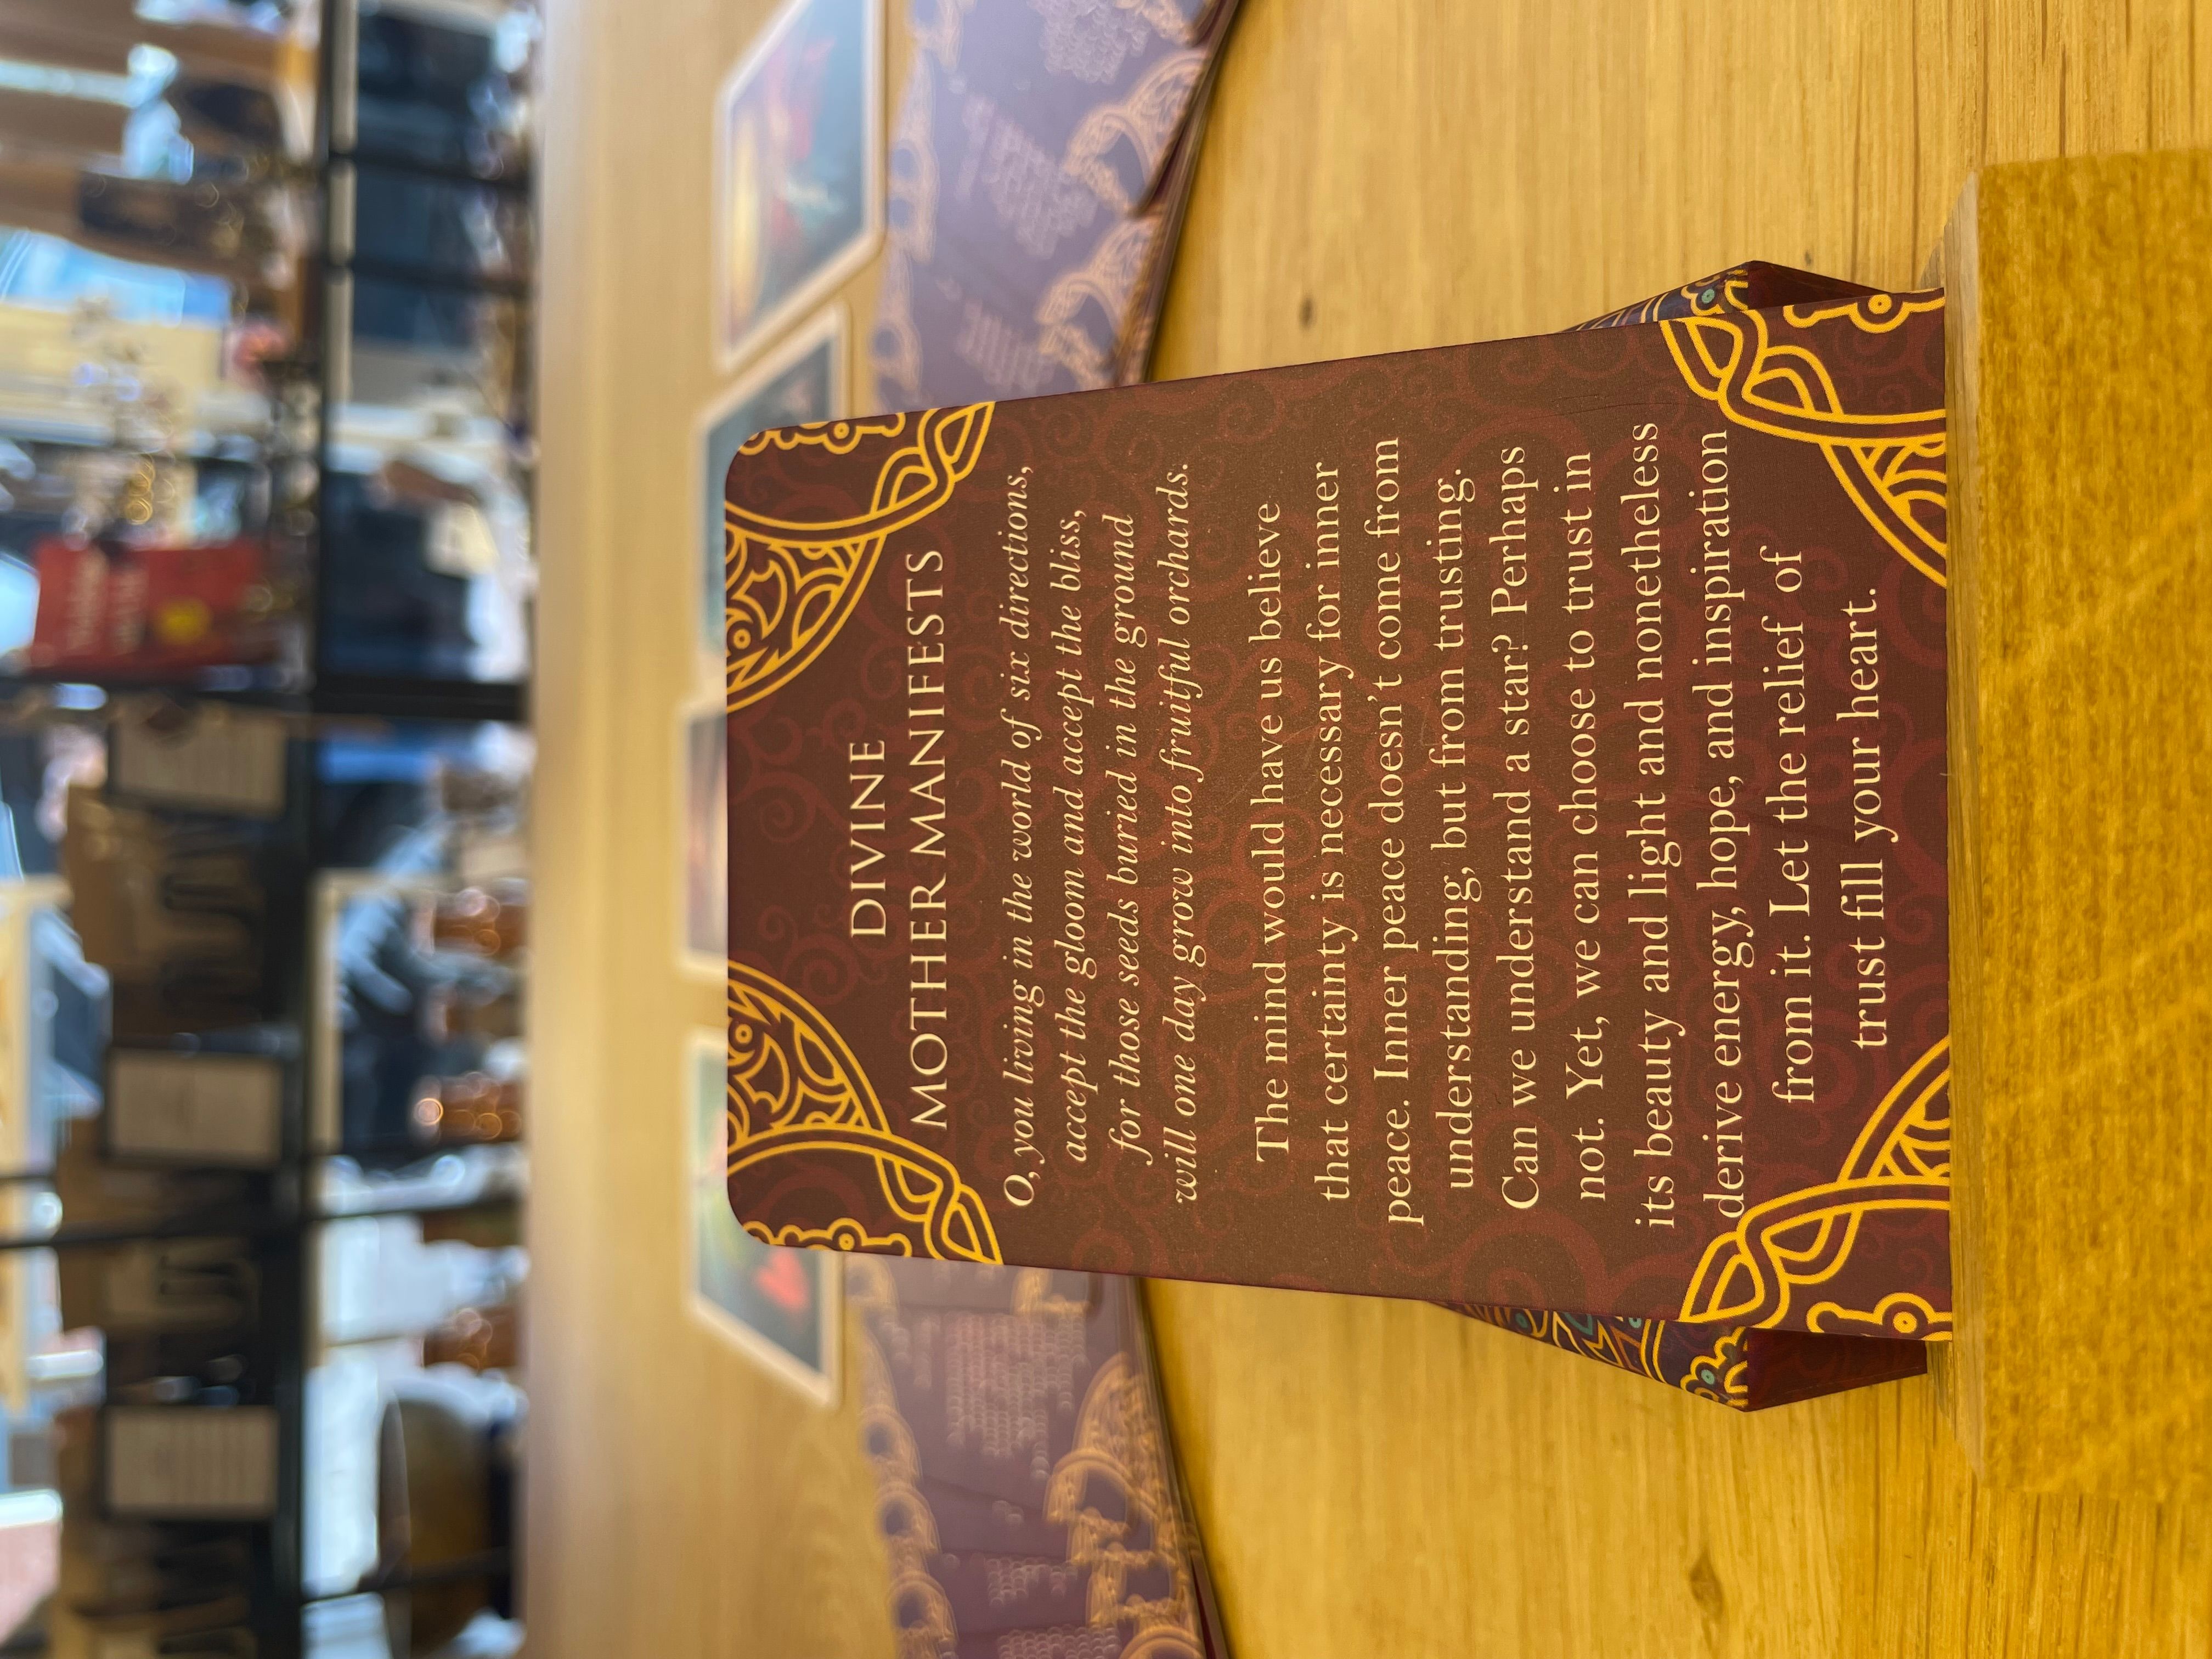 DIVINE
MOTHER MANIFESTS
O, you living in the world of six directions,
accept the gloom and accept the bliss,
for those seeds buried in the ground
will one day grow into fruitful orchards.
The mind would have us believe
that certainty is necessary for inner
peace. Inner peace doesn't come from
understanding, but from trusting.
Can we understand a star? Perhaps
not. Yet, we can choose to trust in
its beauty and light and nonetheless
derive energy, hope, and inspiration
from it. Let the relief of
trust fill your heart.